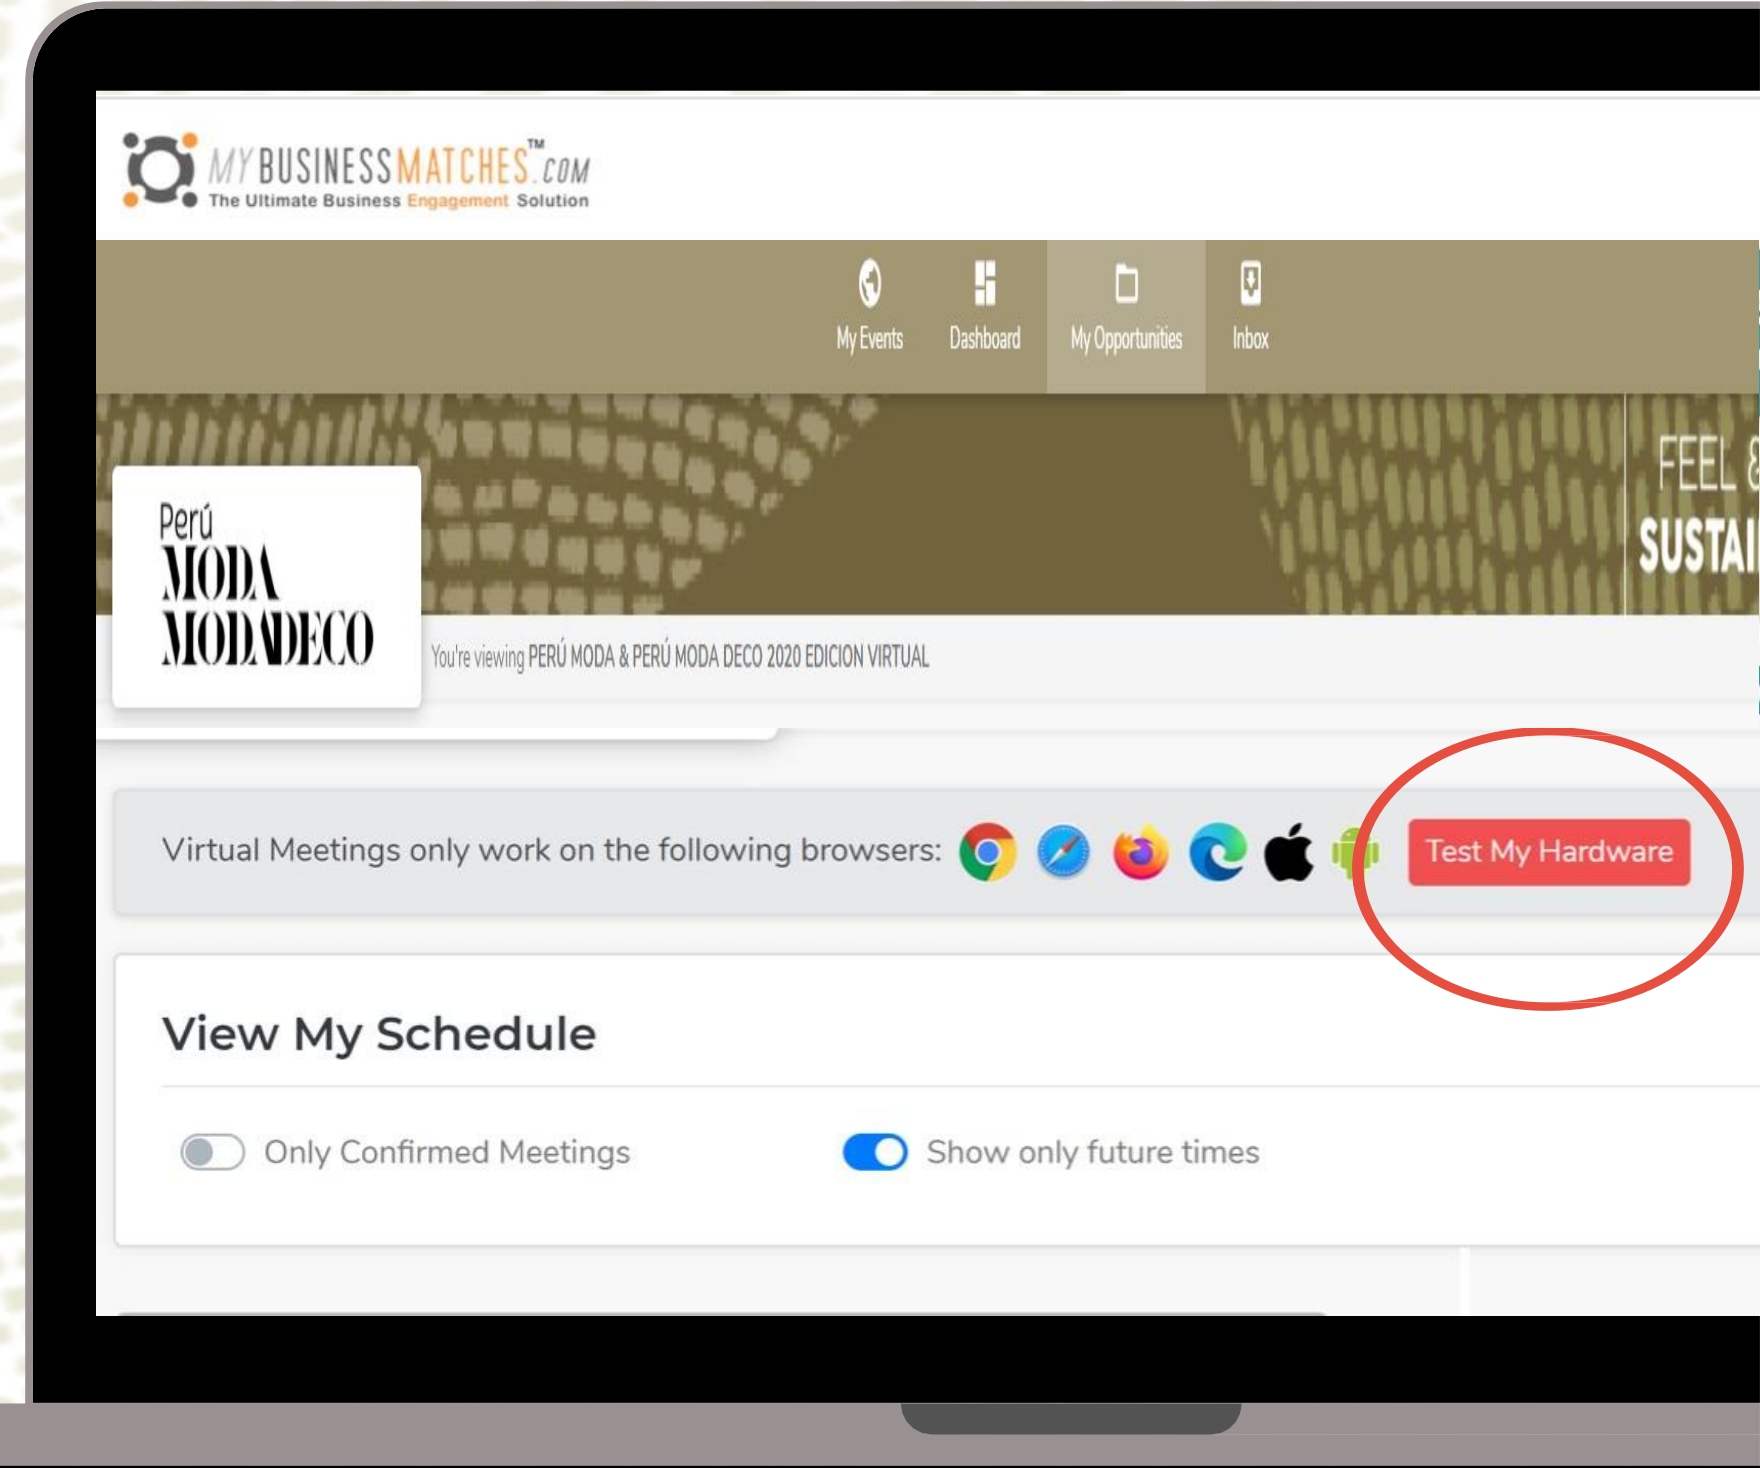 MYBUSINESSMATCHES™.COM
The Ultimate Business Engagement Solution
My Events
Dashboard
My Opportunities
Inbox
FEEL &
SUSTAI
Perú
MODA
MODADECO
You're viewing PERÚ MODA & PERÚ MODA DECO 2020 EDICION VIRTUAL
Virtual Meetings only work on the following browsers:
Test My Hardware
View My Schedule
Only Confirmed Meetings
Show only future times